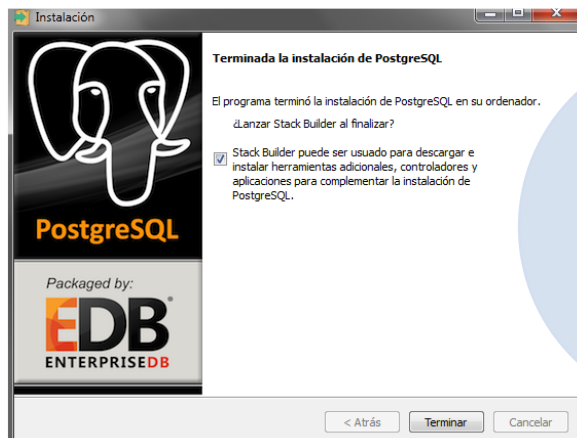 Instalación
Terminada la instalación de PostgreSQL
El programa terminó la instalación de PostgreSQL en su ordenador.
¿Lanzar Stack Builder al finalizar?
Stack Builder puede ser usado para descargar e
instalar herramientas adicionales, controladores y
aplicaciones para complementar la instalación de
PostgreSQL.
PostgreSQL
Packaged by:
EDB®
ENTERPRISEDB
< Atrás
Terminar
Cancelar